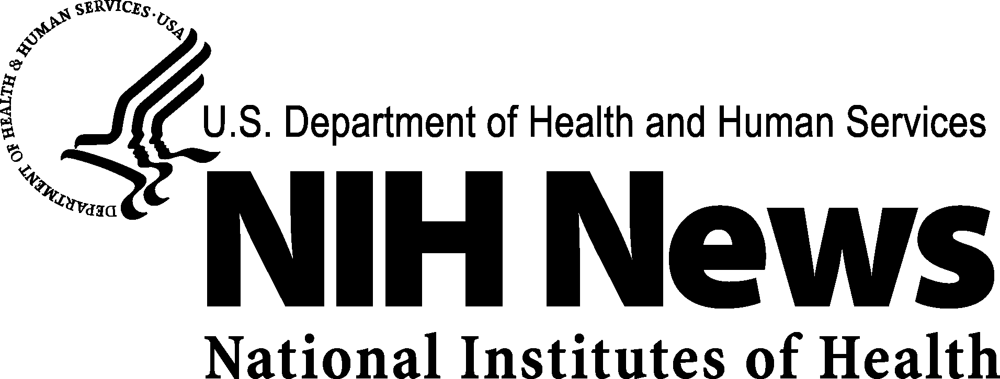 DEPARTMENT OF HEALTH & HUMAN SERVICES · USA
U.S. Department of Health and Human Services
NIH News
National Institutes of Health